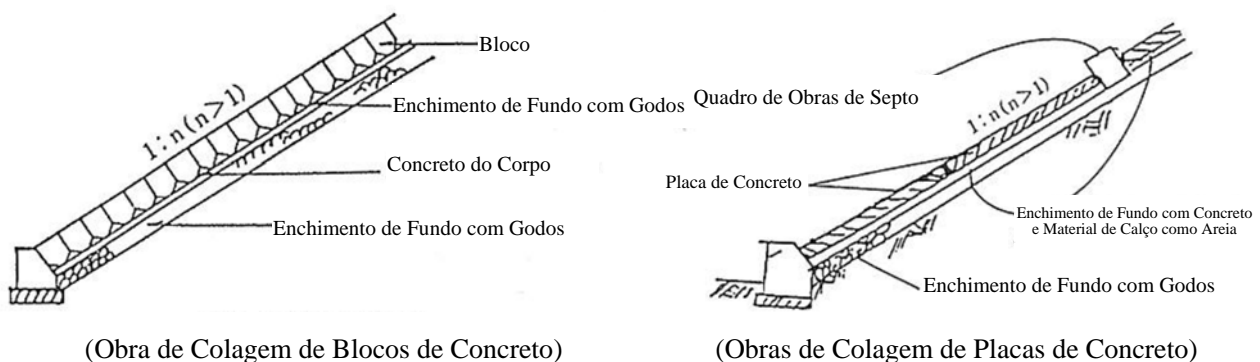 Bloco
1:n(n>1)
Enchimento de Fundo com Godos
Concreto do Corpo
Enchimento de Fundo com Godos
(Obra de Colagem de Blocos de Concreto)
Quadro de Obras de Septo
1:n(n>1)
Placa de Concreto
Enchimento de Fundo com Concreto
e Material de Calço como Areia
Enchimento de Fundo com Godos
(Obras de Colagem de Placas de Concreto)